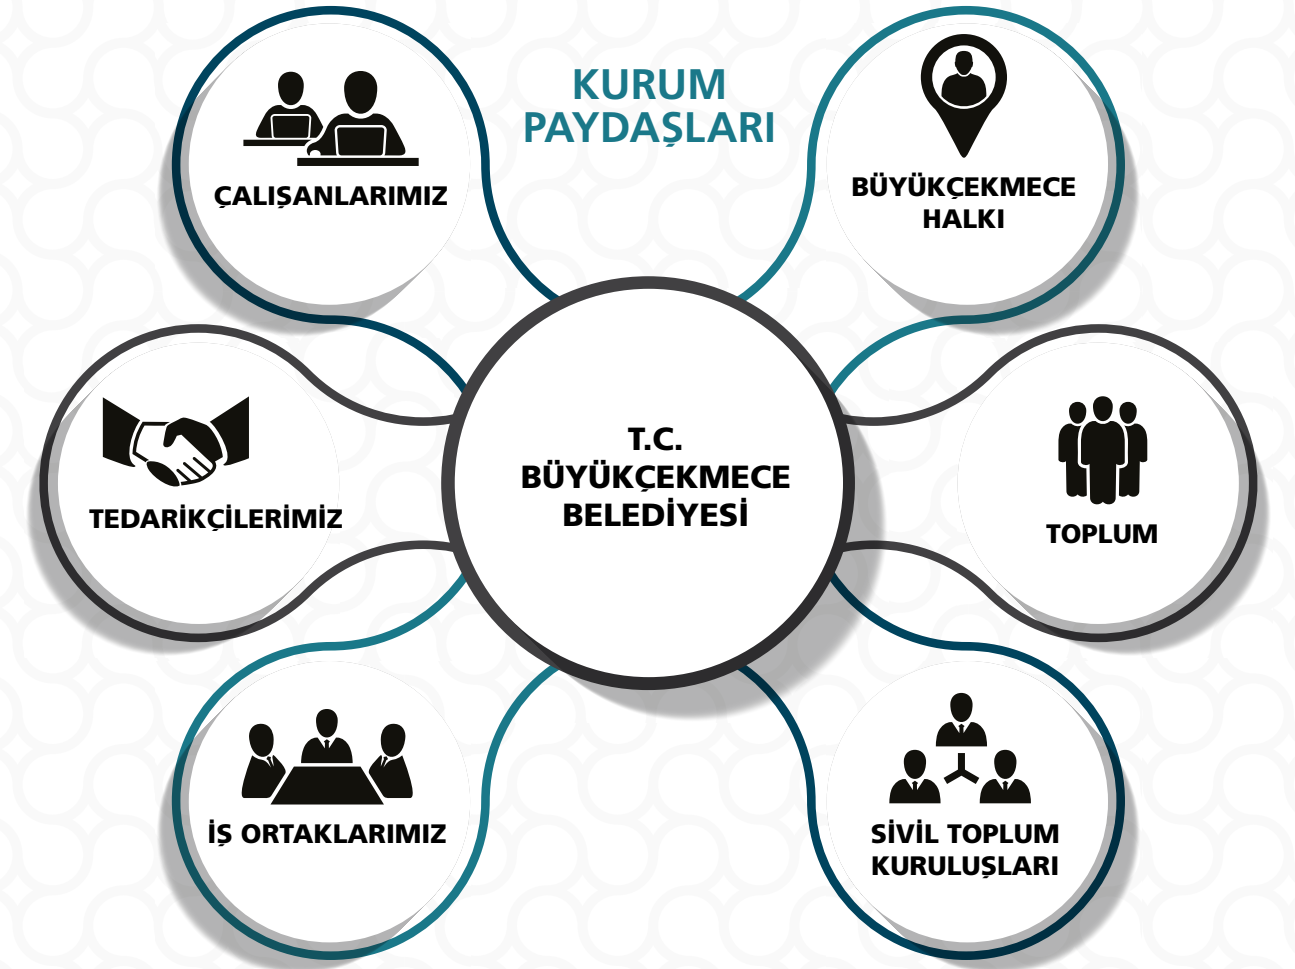 KURUM
PAYDAŞLARI
ÇALIŞANLARIMIZ
BÜYÜKÇEKMECE
HALKI
TEDARİKÇİLERİMİZ
T.C.
BÜYÜKÇEKMECE
BELEDİYESİ
TOPLUM
İŞ ORTAKLARIMIZ
SİVİL TOPLUM
KURULUŞLARI